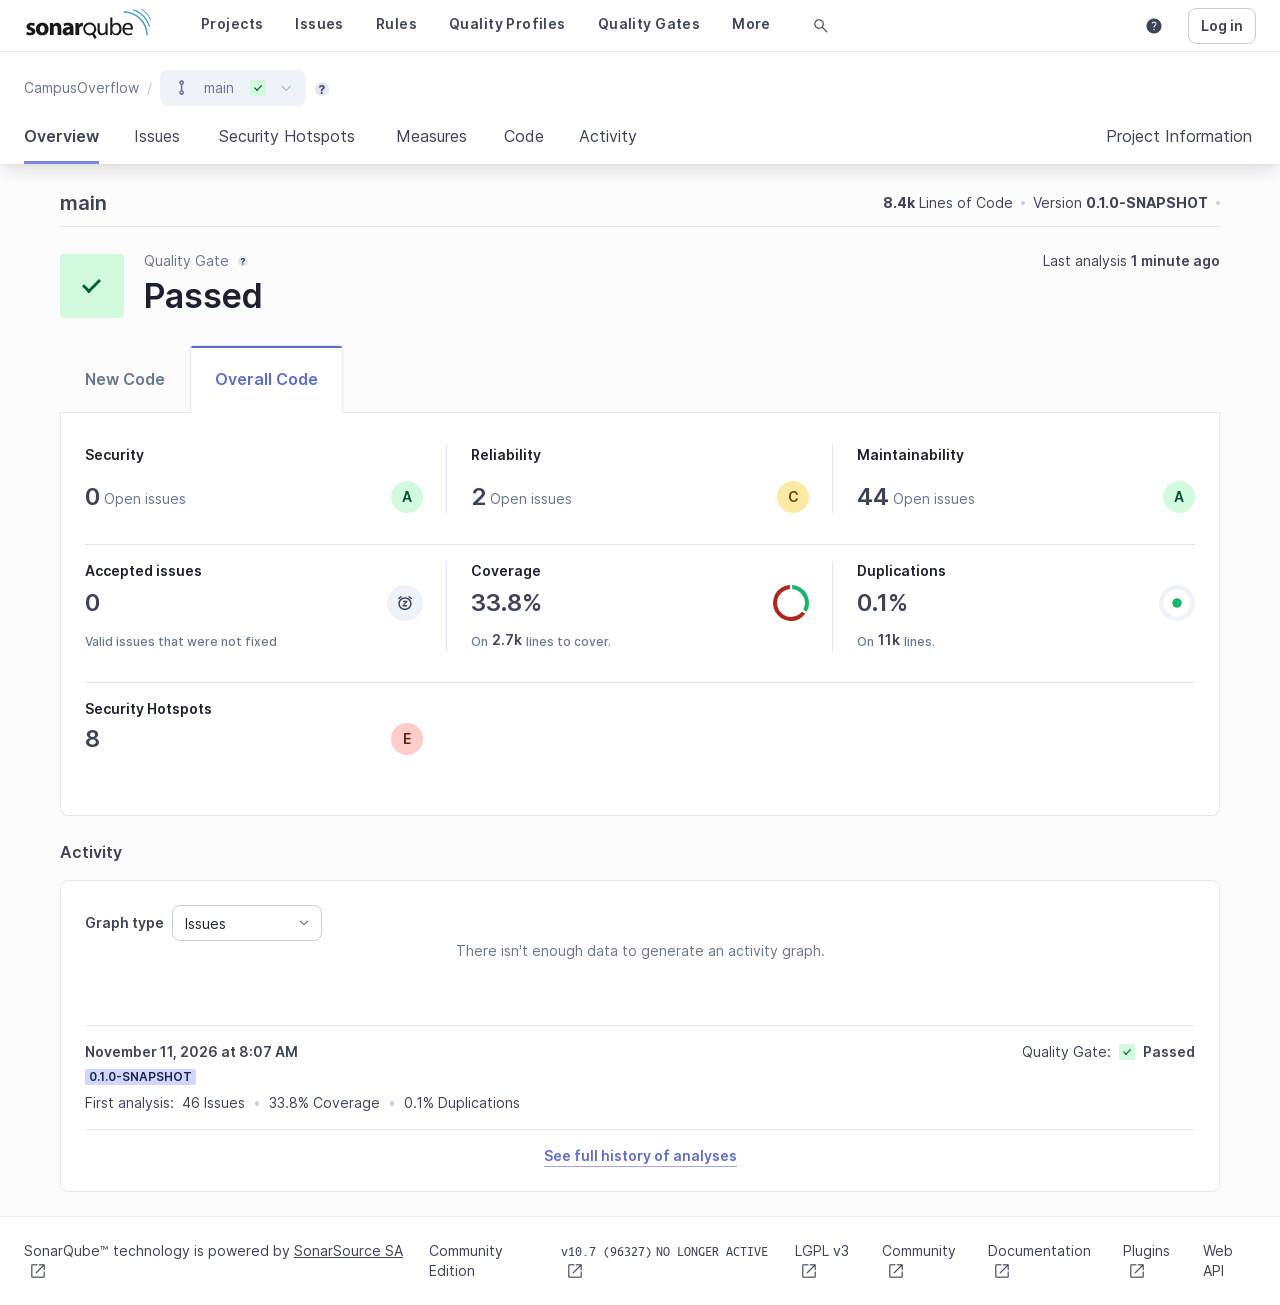 sonarqube Projects Issues Rules Quality Profiles Quality Gates More ? Log in
CampusOverflow / main ?
Overview Issues Security Hotspots Measures Code Activity Project Information
main 8.4k Lines of Code • Version 0.1.0-SNAPSHOT •
Quality Gate ? Last analysis 1 minute ago
Passed
New Code Overall Code
Security Reliability Maintainability
0 Open issues A 2 Open issues C 44 Open issues A
Accepted issues Coverage Duplications
0 33.8% 0.1%
Valid issues that were not fixed On 2.7k lines to cover. On 11k lines.
Security Hotspots
8 E
Activity
Graph type Issues
There isn't enough data to generate an activity graph.
November 11, 2026 at 8:07 AM Quality Gate: Passed
0.1.0-SNAPSHOT
First analysis: 46 Issues • 33.8% Coverage • 0.1% Duplications
See full history of analyses
SonarQube™ technology is powered by SonarSource SA Community v10.7 (96327) NO LONGER ACTIVE LGPL v3 Community Documentation Plugins Web
Edition API